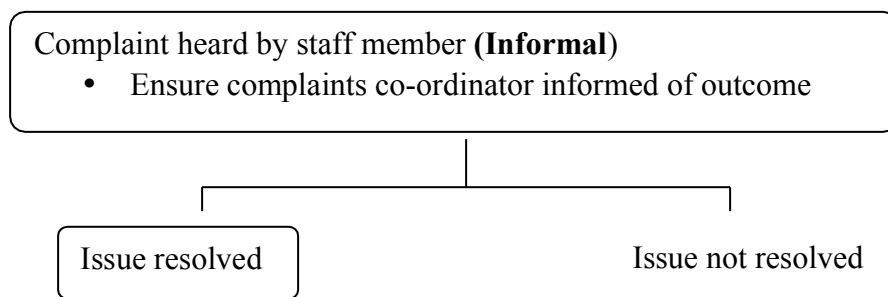 Complaint heard by staff member (Informal)
• Ensure complaints co-ordinator informed of outcome
Issue resolved
Issue not resolved